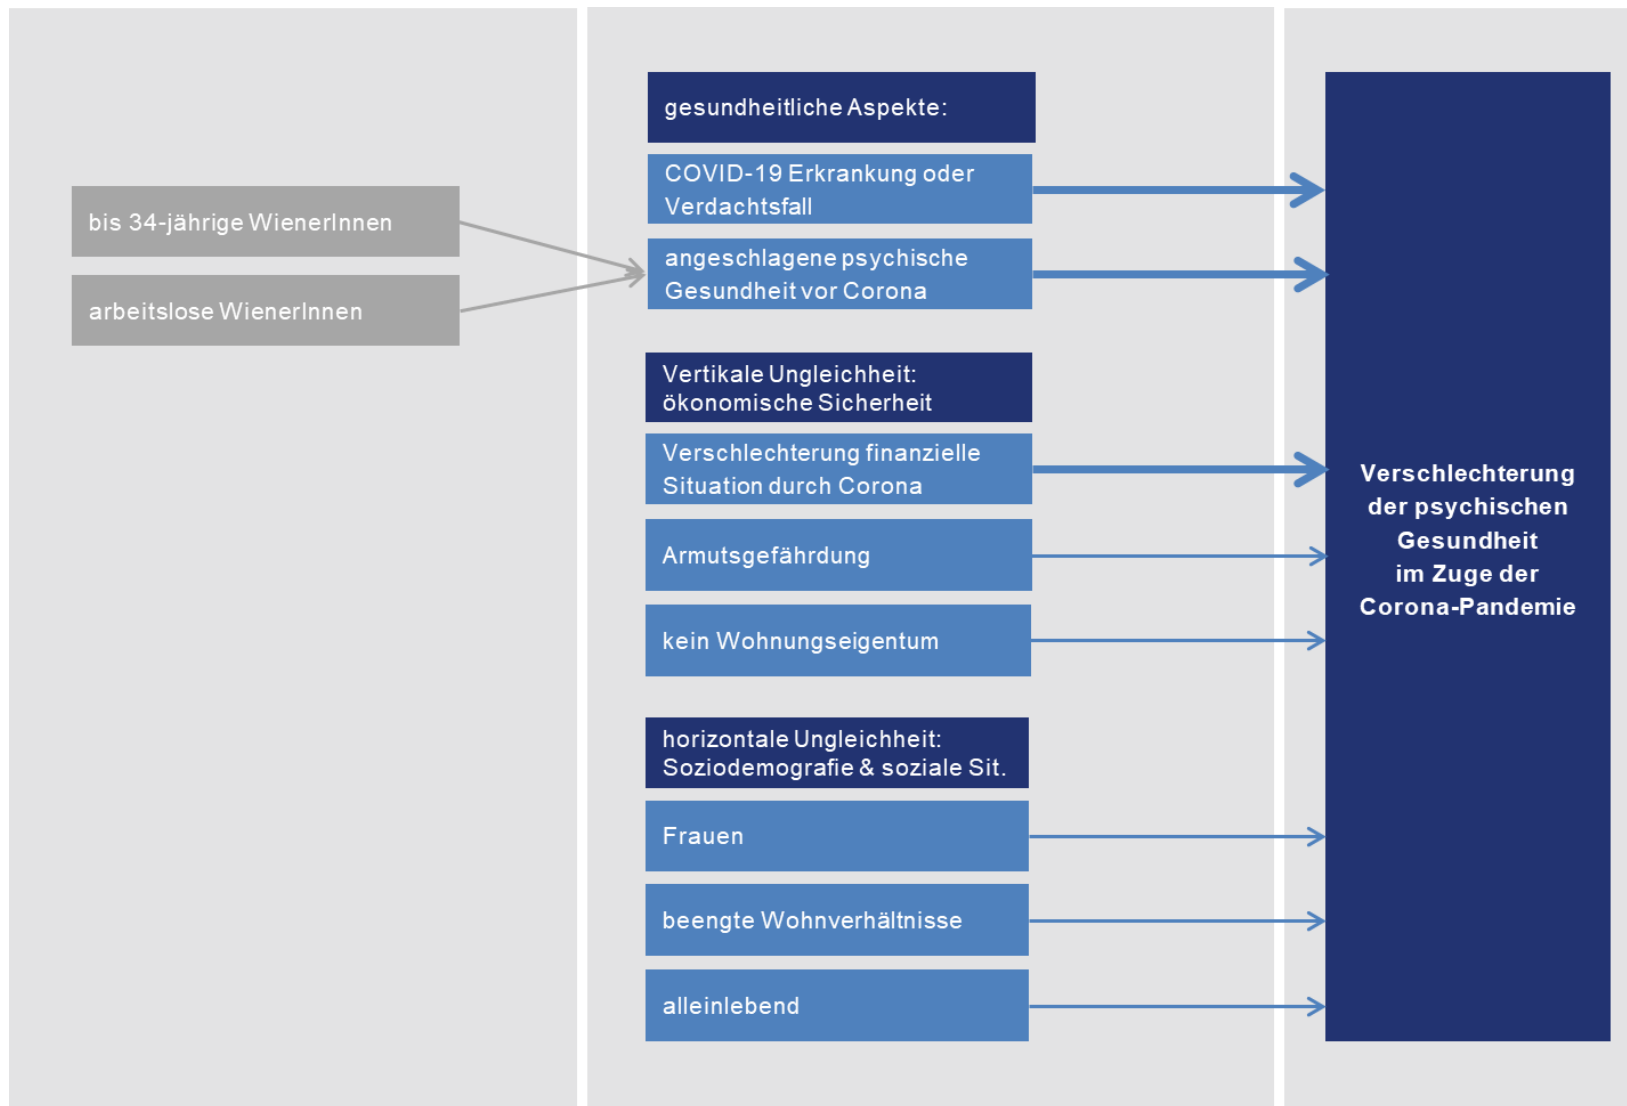 bis 34-jährige WienerInnen
arbeitslose WienerInnen
gesundheitliche Aspekte:
COVID-19 Erkrankung oder
Verdachtsfall
angeschlagene psychische
Gesundheit vor Corona
Vertikale Ungleichheit:
ökonomische Sicherheit
Verschlechterung finanzielle
Situation durch Corona
Armutsgefährdung
kein Wohnungseigentum
horizontale Ungleichheit:
Soziodemografie & soziale Sit.
Frauen
beengte Wohnverhältnisse
alleinlebend
Verschlechterung
der psychischen
Gesundheit
im Zuge der
Corona-Pandemie